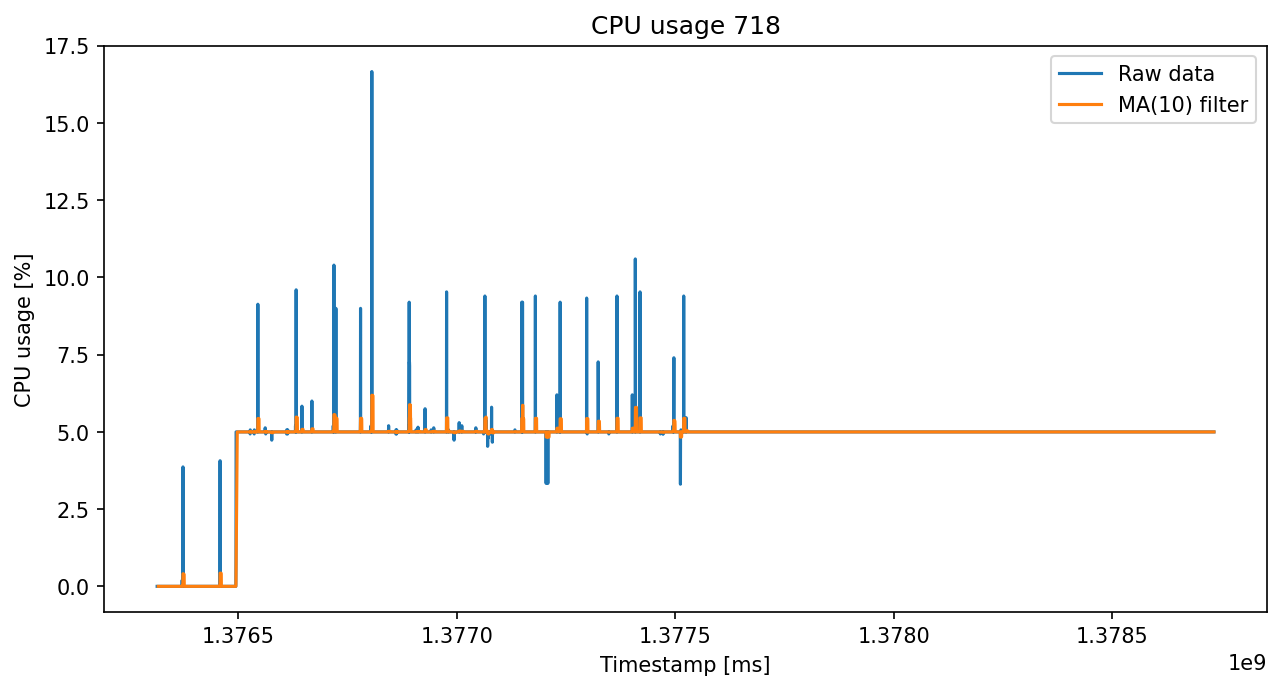 CPU usage 718
Raw data
MA(10) filter
CPU usage [%]
17.5
15.0
12.5
10.0
7.5
5.0
2.5
0.0
1.3765 1.3770 1.3775 1.3780 1.3785
1e9
Timestamp [ms]